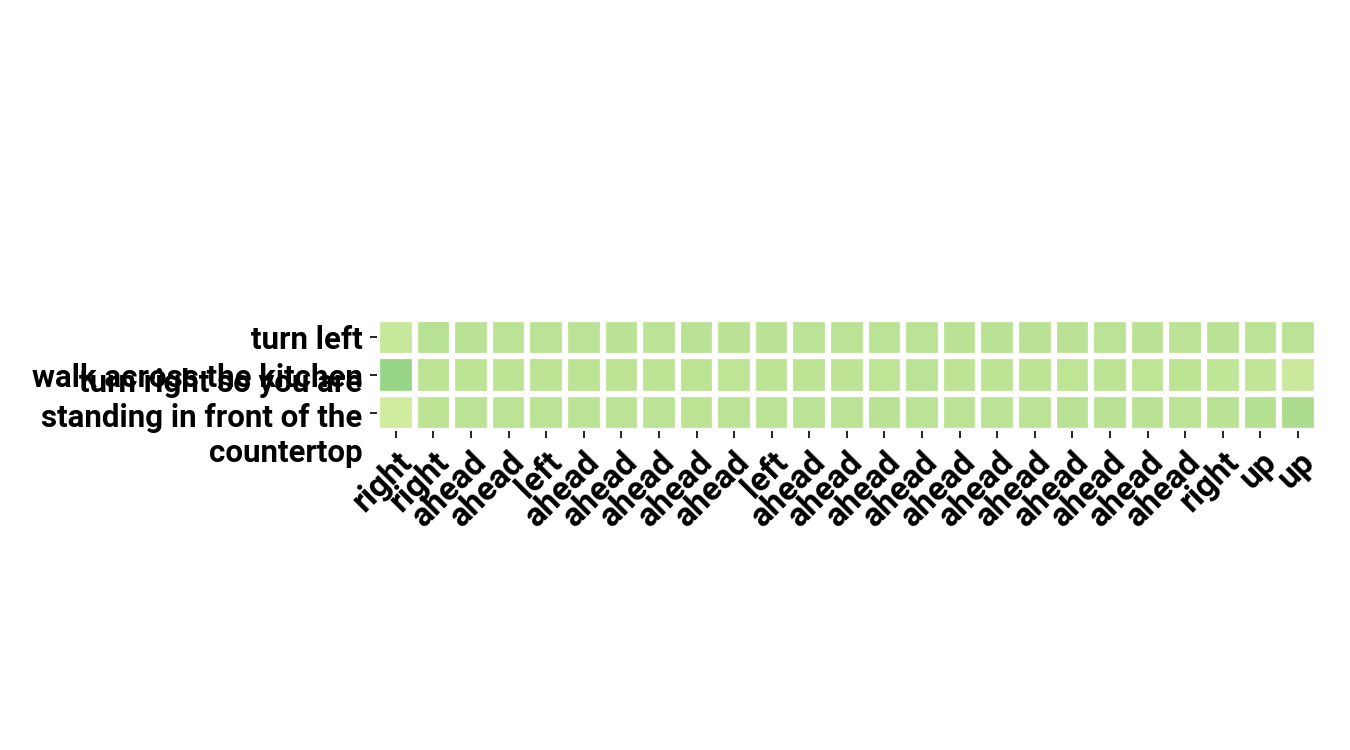 turn left
walk across the kitchen
turn right so you are
standing in front of the
countertop
right
right
ahead
ahead
left
ahead
ahead
ahead
ahead
ahead
left
ahead
ahead
ahead
ahead
ahead
ahead
ahead
ahead
ahead
ahead
ahead
right
up
up